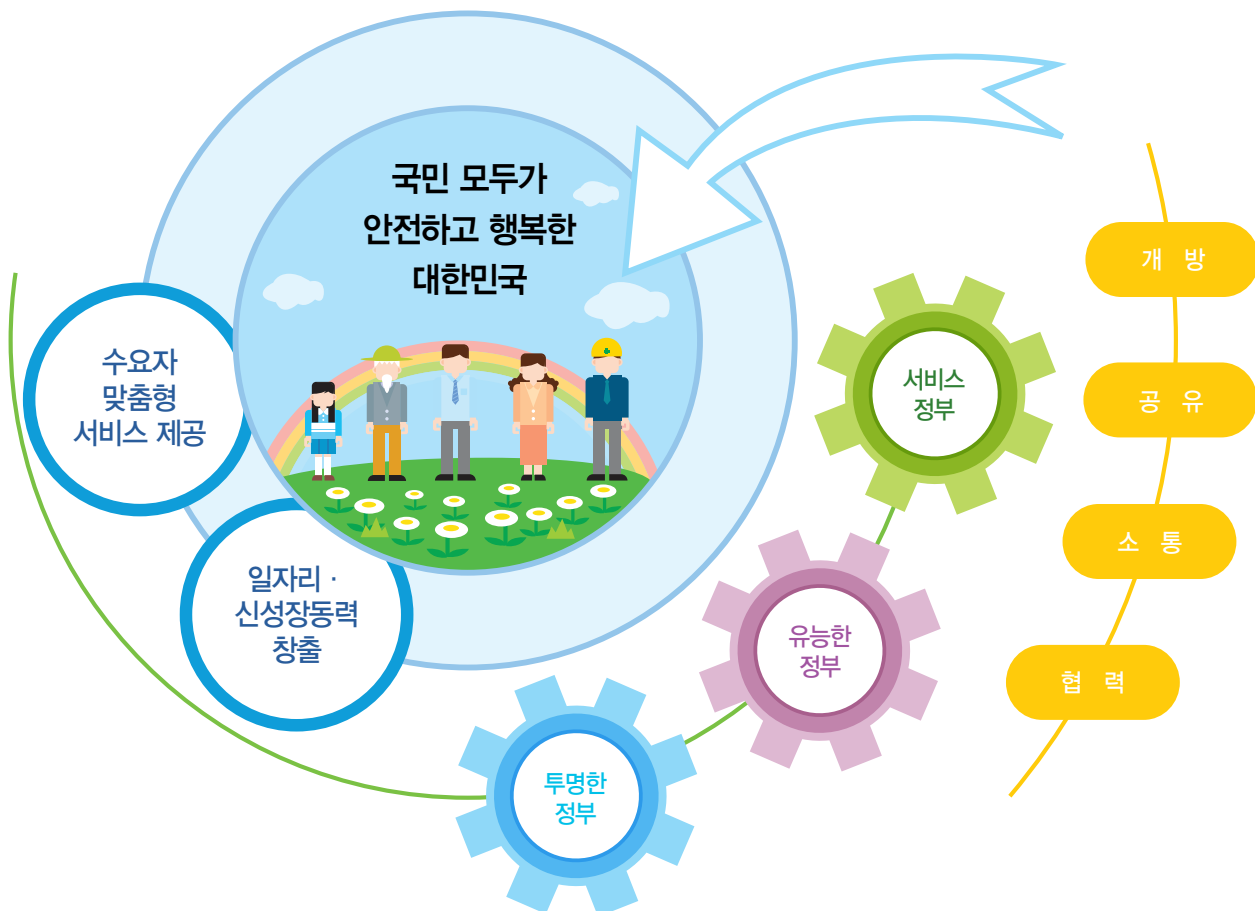 국민 모두가
안전하고 행복한
대한민국
수요자
맞춤형
서비스 제공
일자리 ·
신성장동력
창출
서비스
정부
유능한
정부
투명한
정부
개 방
공 유
소 통
협 력